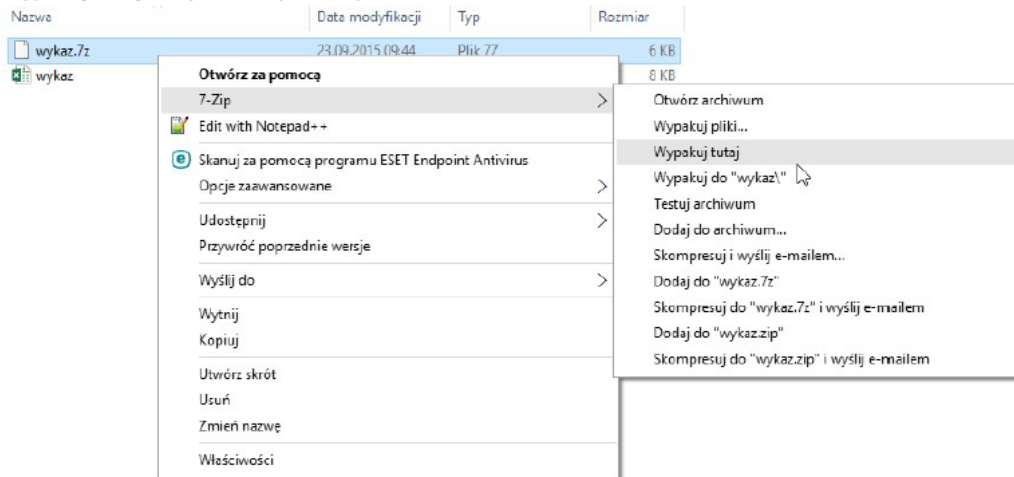 Nazwa Data modyfikacji Typ Rozmiar
wykaz.7z 23.09.2015 09:44 Plik 7Z 6 KB
wykaz 8 KB
Otwórz za pomocą
7-Zip
Edit with Notepad++
Skanuj za pomocą programu ESET Endpoint Antivirus
Opcje zaawansowane
Udostępnij
Przywróć poprzednie wersje
Wyślij do
Wytnij
Kopiuj
Utwórz skrót
Usuń
Zmień nazwę
Właściwości
Otwórz archiwum
Wypakuj pliki...
Wypakuj tutaj
Wypakuj do "wykaz\"
Testuj archiwum
Dodaj do archiwum...
Skompresuj i wyślij e-mailem...
Dodaj do "wykaz.7z"
Skompresuj do "wykaz.7z" i wyślij e-mailem
Dodaj do "wykaz.zip"
Skompresuj do "wykaz.zip" i wyślij e-mailem